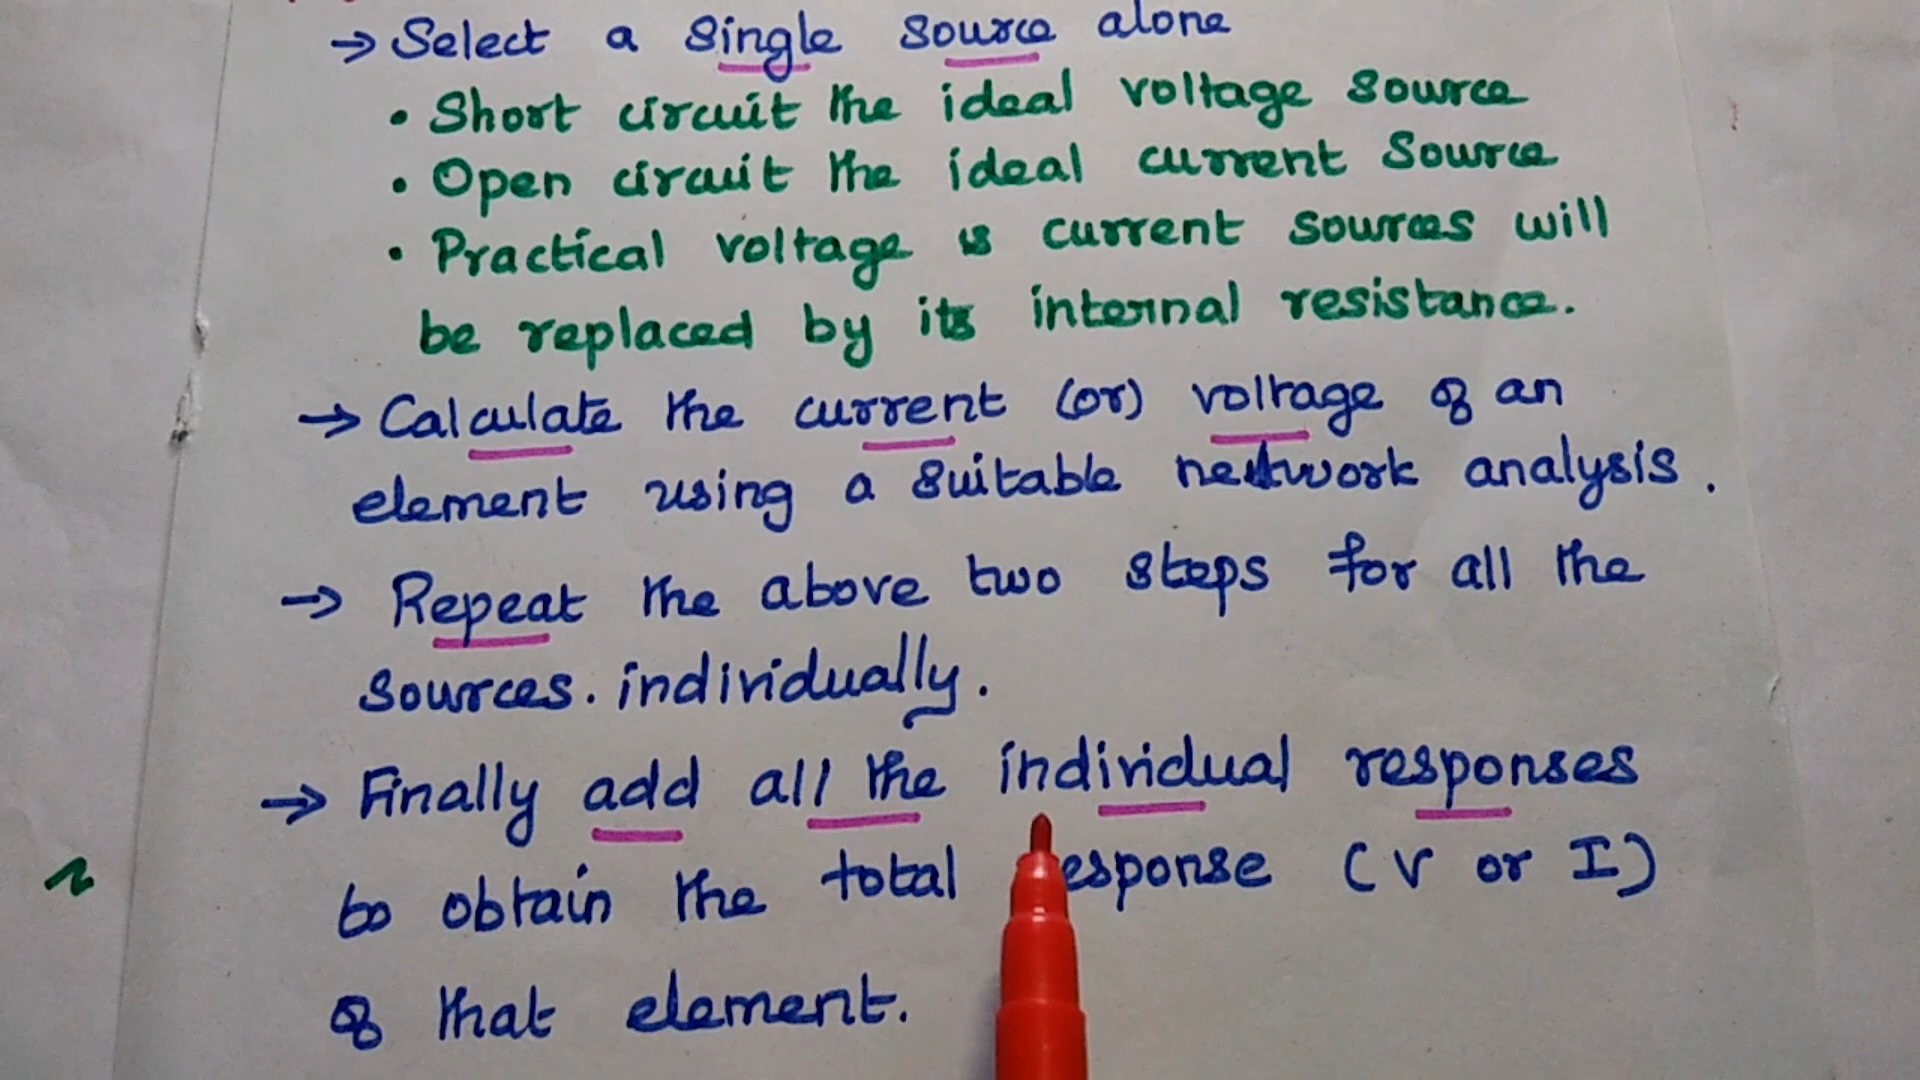 → Select a single source alone
• Short circuit the ideal voltage source
• Open circuit the ideal current source
• Practical voltage & current sources will
be replaced by its internal resistance.
→ Calculate the current (or) voltage of an
element using a suitable network analysis.
→ Repeat the above two steps for all the
sources. individually.
→ Finally add all the individual responses
to obtain the total response (V or I)
of that element.